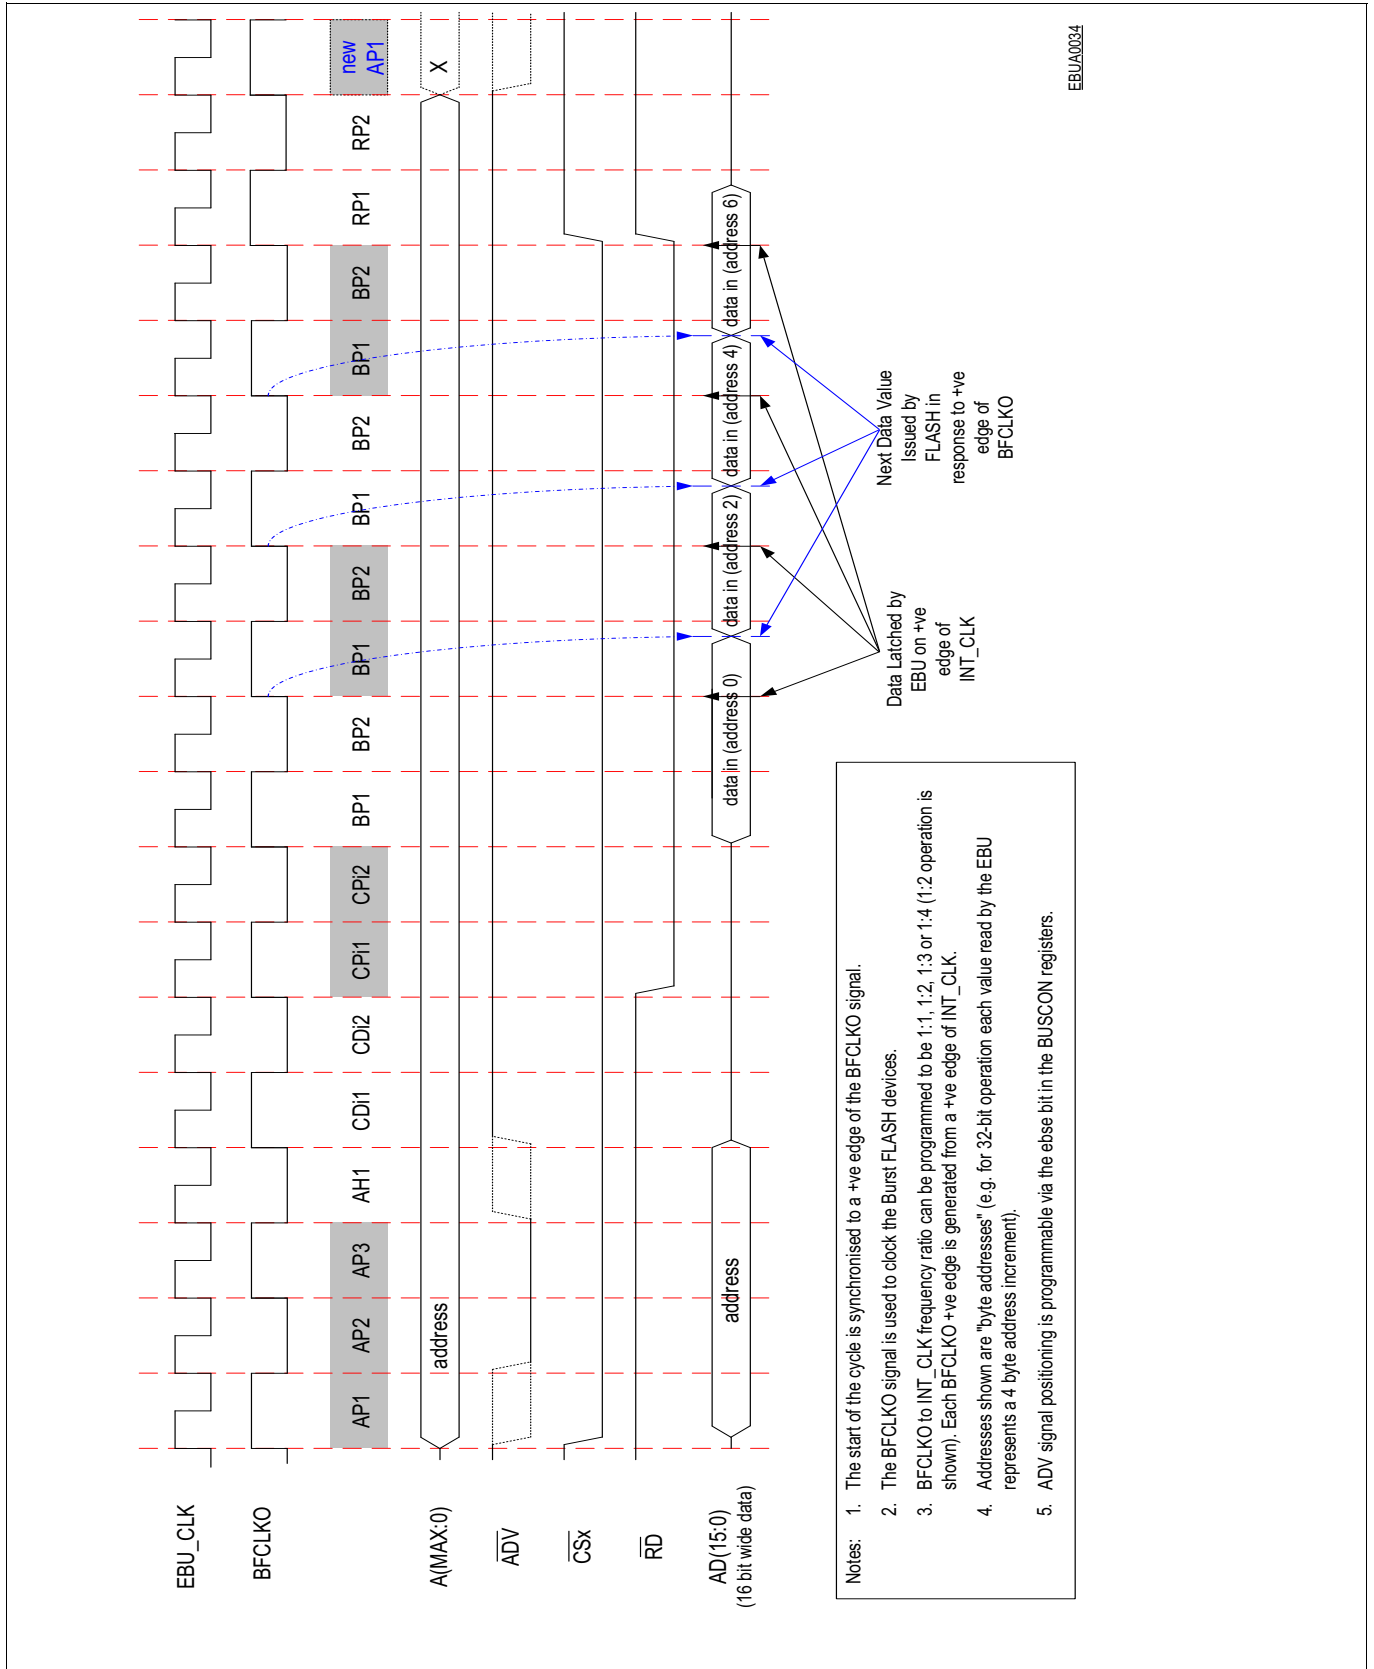 EBU_CLK
BFCLKO
AP1
AP2
AP3
AH1
CDi1
CDi2
CPi1
CPi2
BP1
BP2
BP1
BP2
BP1
BP2
BP1
BP2
RP1
RP2
new
AP1
A(MAX:0)
address
X
ADV
CSx
RD
AD(15:0)
(16 bit wide data)
address
data in (address 0)
data in (address 2)
data in (address 4)
data in (address 6)
Data Latched by
EBU on +ve
edge of
INT_CLK
Next Data Value
Issued by
FLASH in
response to +ve
edge of
BFCLKO
Notes: 1. The start of the cycle is synchronised to a +ve edge of the BFCLKO signal.
2. The BFCLKO signal is used to clock the Burst FLASH devices.
3. BFCLKO to INT_CLK frequency ratio can be programmed to be 1:1, 1:2, 1:3 or 1:4 (1:2 operation is
shown). Each BFCLKO +ve edge is generated from a +ve edge of INT_CLK.
4. Addresses shown are "byte addresses" (e.g. for 32-bit operation each value read by the EBU
represents a 4 byte address increment).
5. ADV signal positioning is programmable via the ebse bit in the BUSCON registers.
EBUA0034